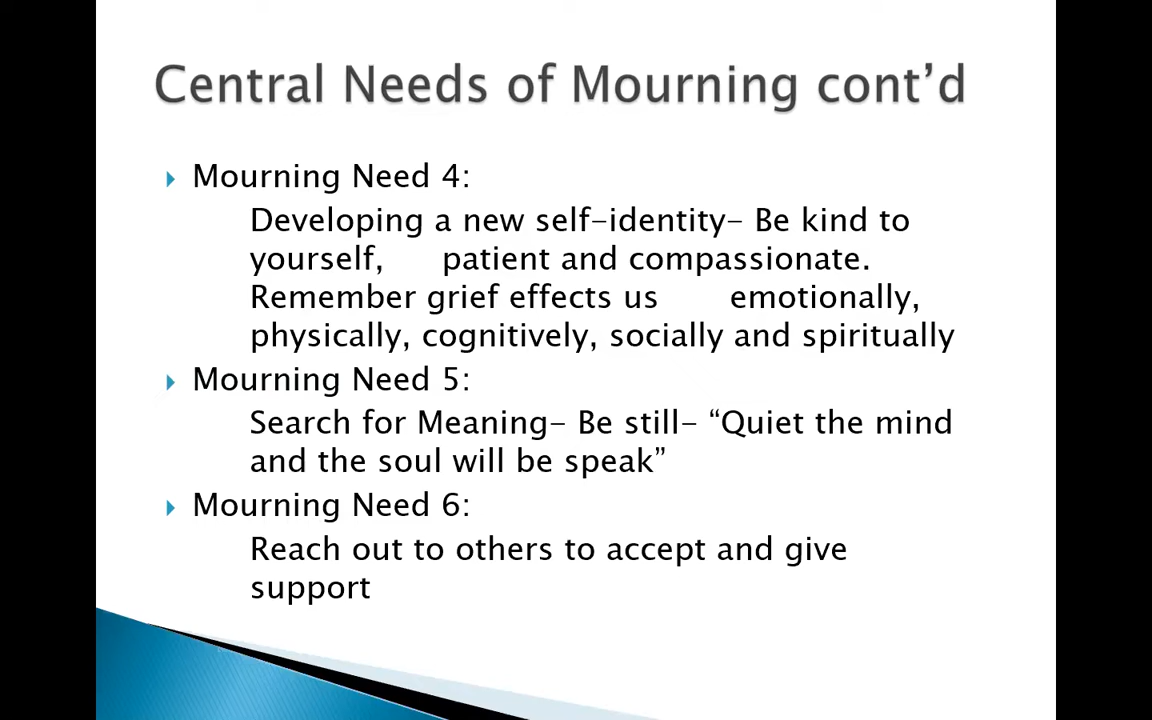 Central Needs of Mourning cont’d
Mourning Need 4:
Developing a new self-identity- Be kind to
yourself, patient and compassionate.
Remember grief effects us emotionally,
physically, cognitively, socially and spiritually
Mourning Need 5:
Search for Meaning- Be still- “Quiet the mind
and the soul will be speak”
Mourning Need 6:
Reach out to others to accept and give
support